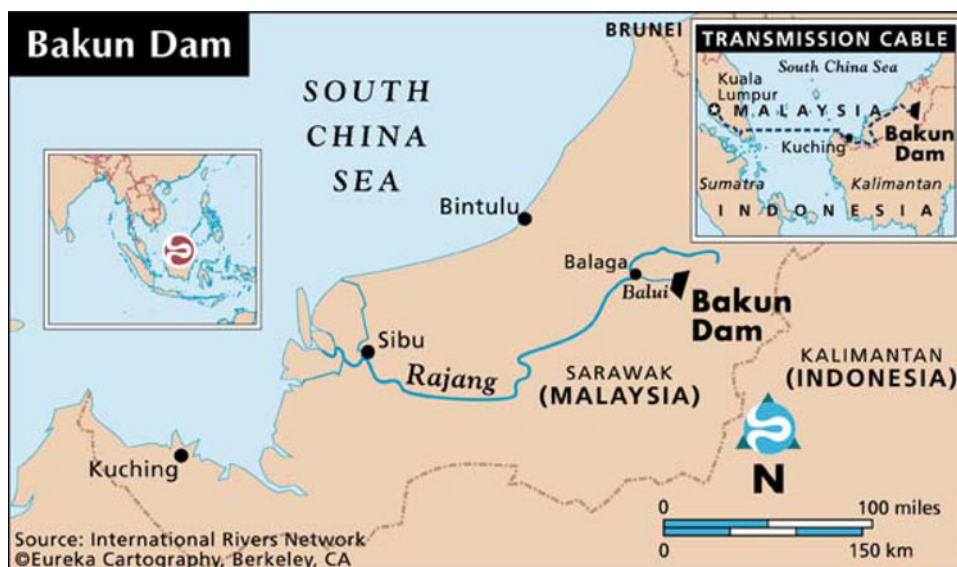 Bakun Dam
BRUNEI
TRANSMISSION CABLE
South China Sea
Kuala
Lumpur
MALAYSIA
Kuching
Bakun
Dam
Sumatra
Kalimantan
INDONESIA
SOUTH
CHINA
SEA
Bintulu
Balaga
Balui
Bakun
Dam
Sibu
Rajang
SARAWAK
(MALAYSIA)
KALIMANTAN
(INDONESIA)
Kuching
N
0 100 miles
0 150 km
Source: International Rivers Network
©Eureka Cartography, Berkeley, CA